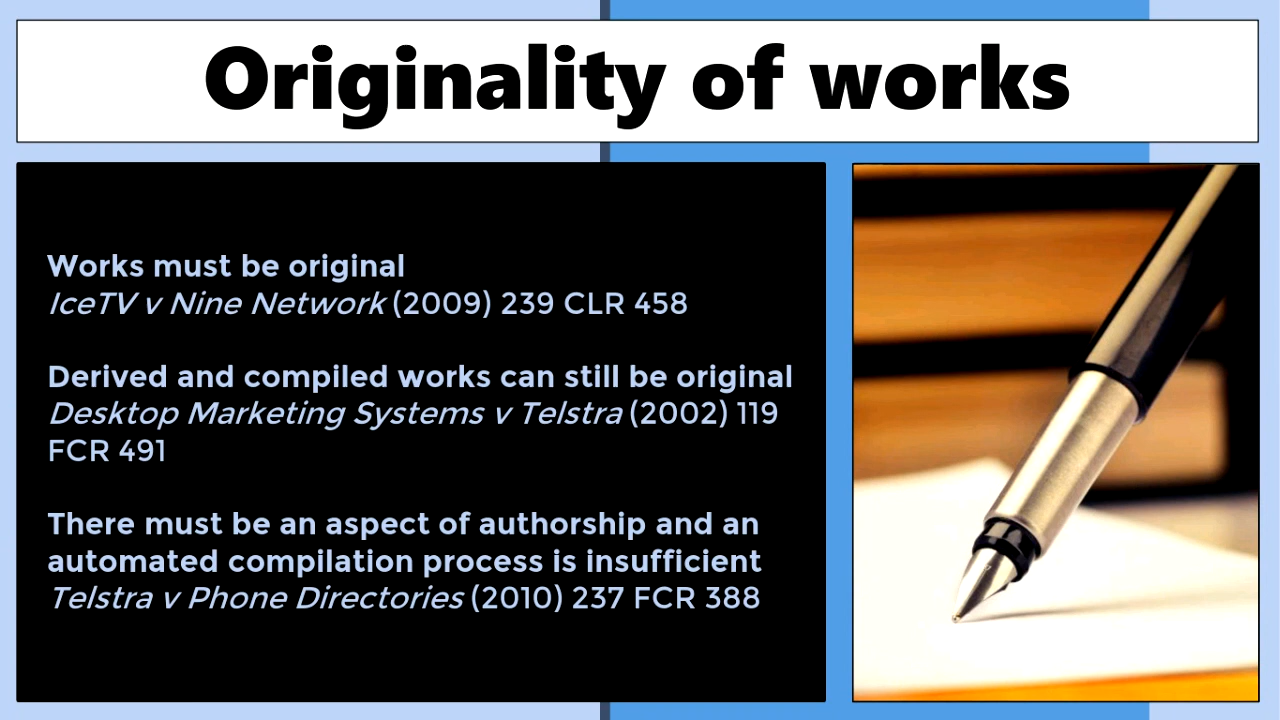 Originality of works
Works must be original
IceTV v Nine Network (2009) 239 CLR 458
Derived and compiled works can still be original
Desktop Marketing Systems v Telstra (2002) 119
FCR 491
There must be an aspect of authorship and an
automated compilation process is insufficient
Telstra v Phone Directories (2010) 237 FCR 388